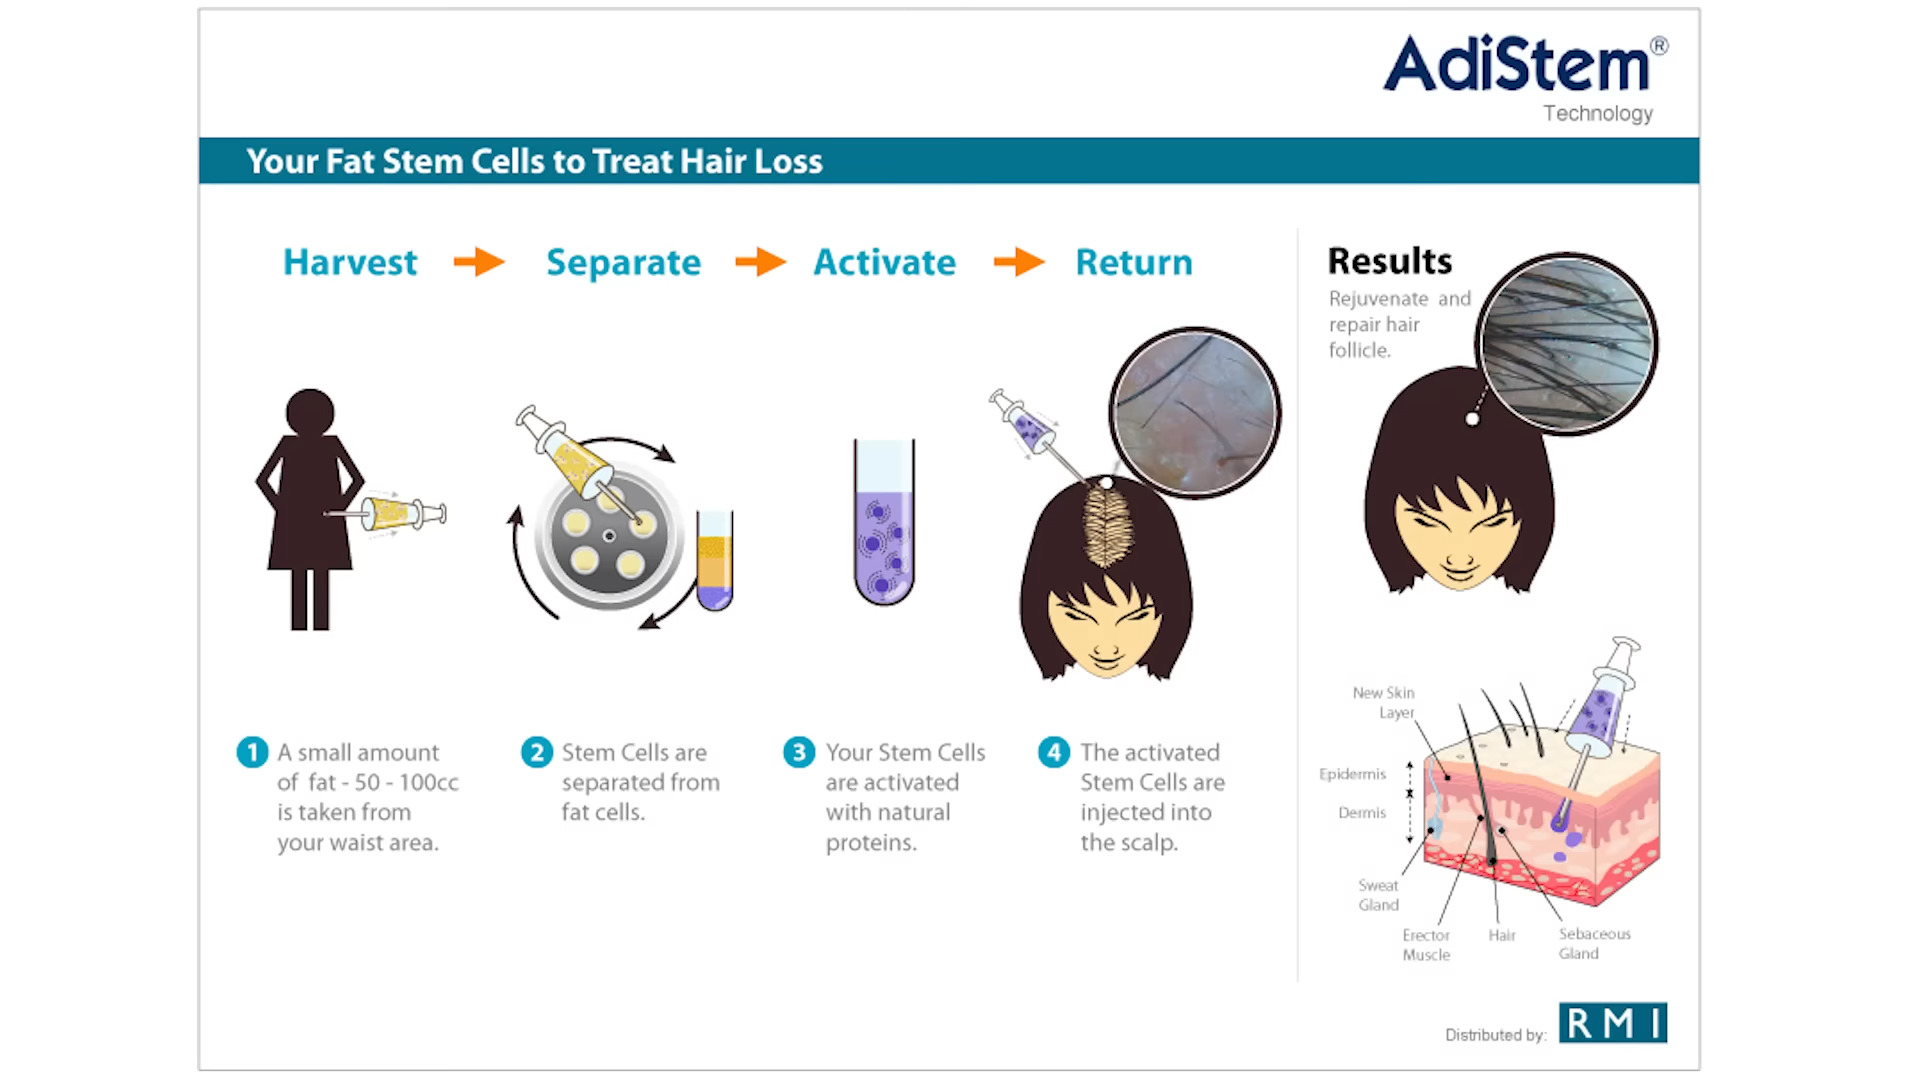 AdiStem®
Technology
Your Fat Stem Cells to Treat Hair Loss
Harvest
Separate
Activate
Return
1 A small amount
of fat - 50 - 100cc
is taken from
your waist area.
2 Stem Cells are
separated from
fat cells.
3 Your Stem Cells
are activated
with natural
proteins.
4 The activated
Stem Cells are
injected into
the scalp.
Results
Rejuvenate and
repair hair
follicle.
New Skin
Layer
Epidermis
Dermis
Sweat
Gland
Erector
Muscle
Hair
Sebaceous
Gland
Distributed by:
RMI